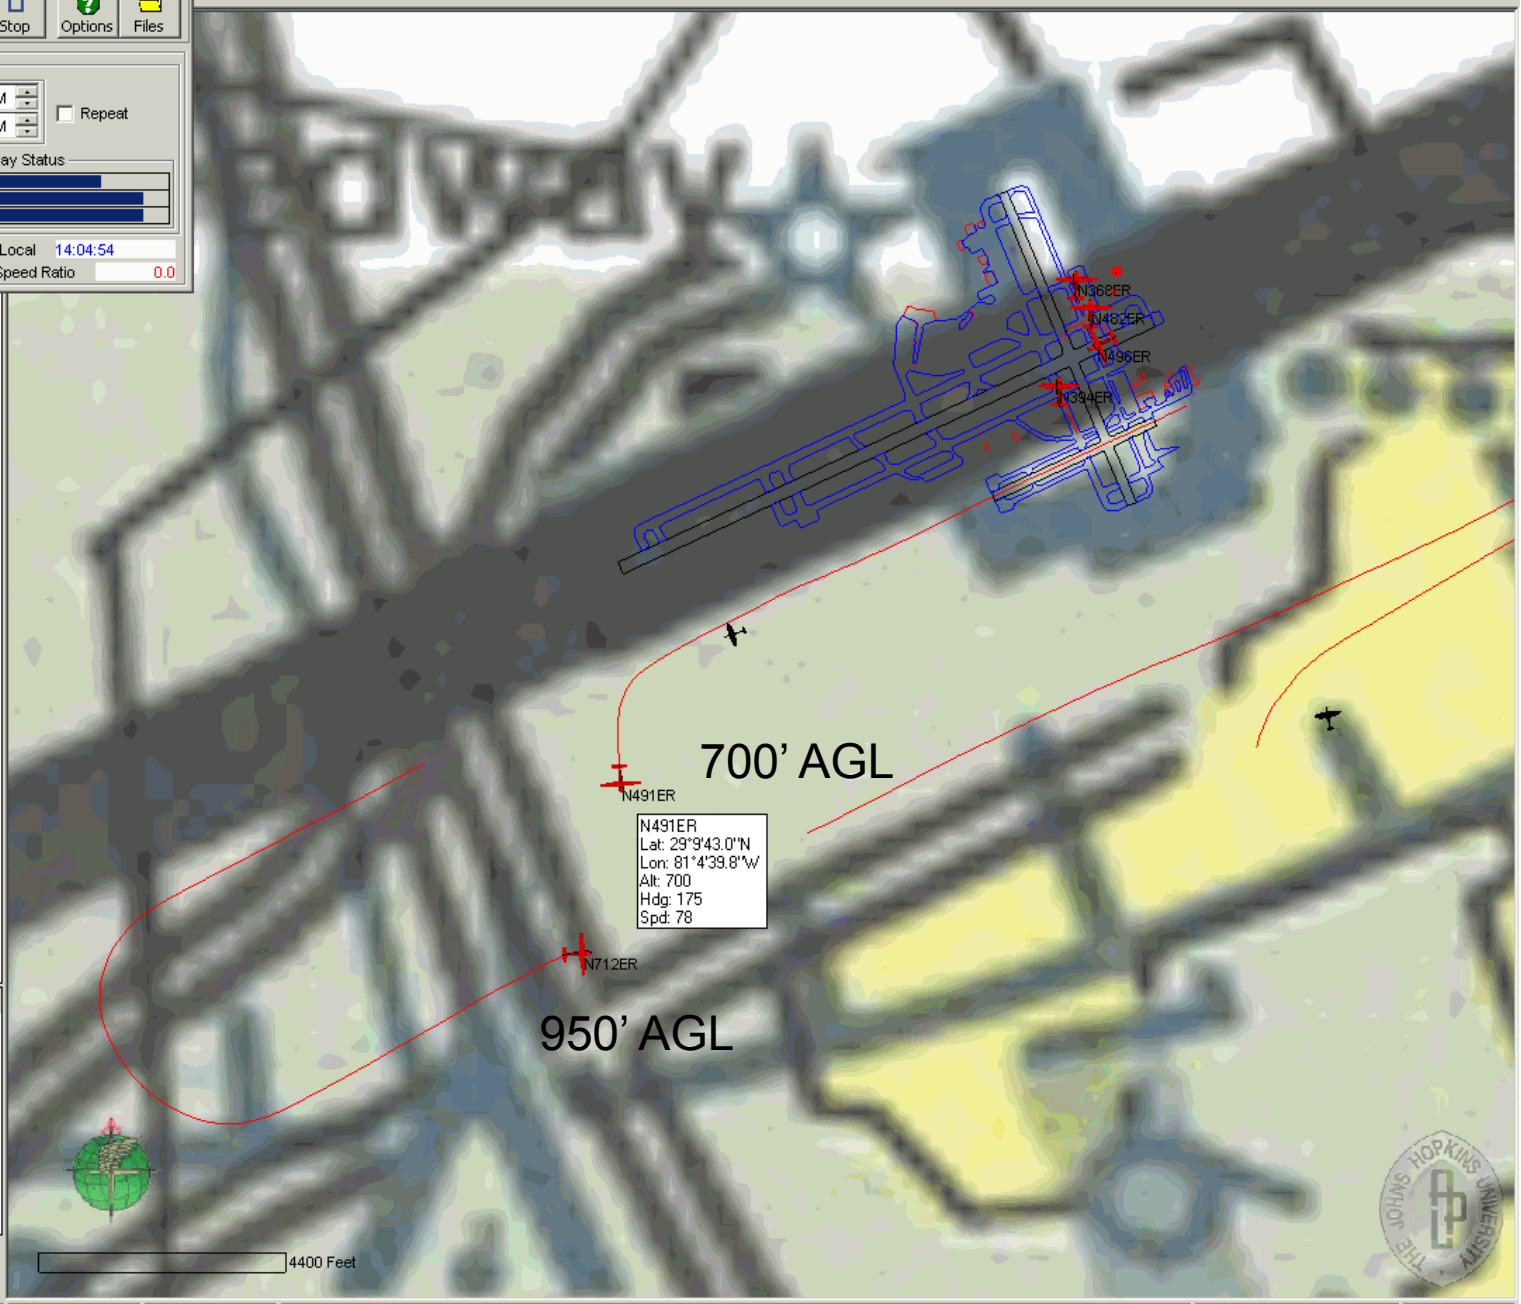 Stop
Options
Files
M
M
Repeat
ay Status
Local 14:04:54
Speed Ratio 0.0
N368ER
N482ER
N496ER
N394ER
700’ AGL
N491ER
N491ER
Lat: 29°9'43.0"N
Lon: 81°4'39.8"W
Alt: 700
Hdg: 175
Spd: 78
N712ER
950’ AGL
4400 Feet
THE JOHNS HOPKINS UNIVERSITY
APL